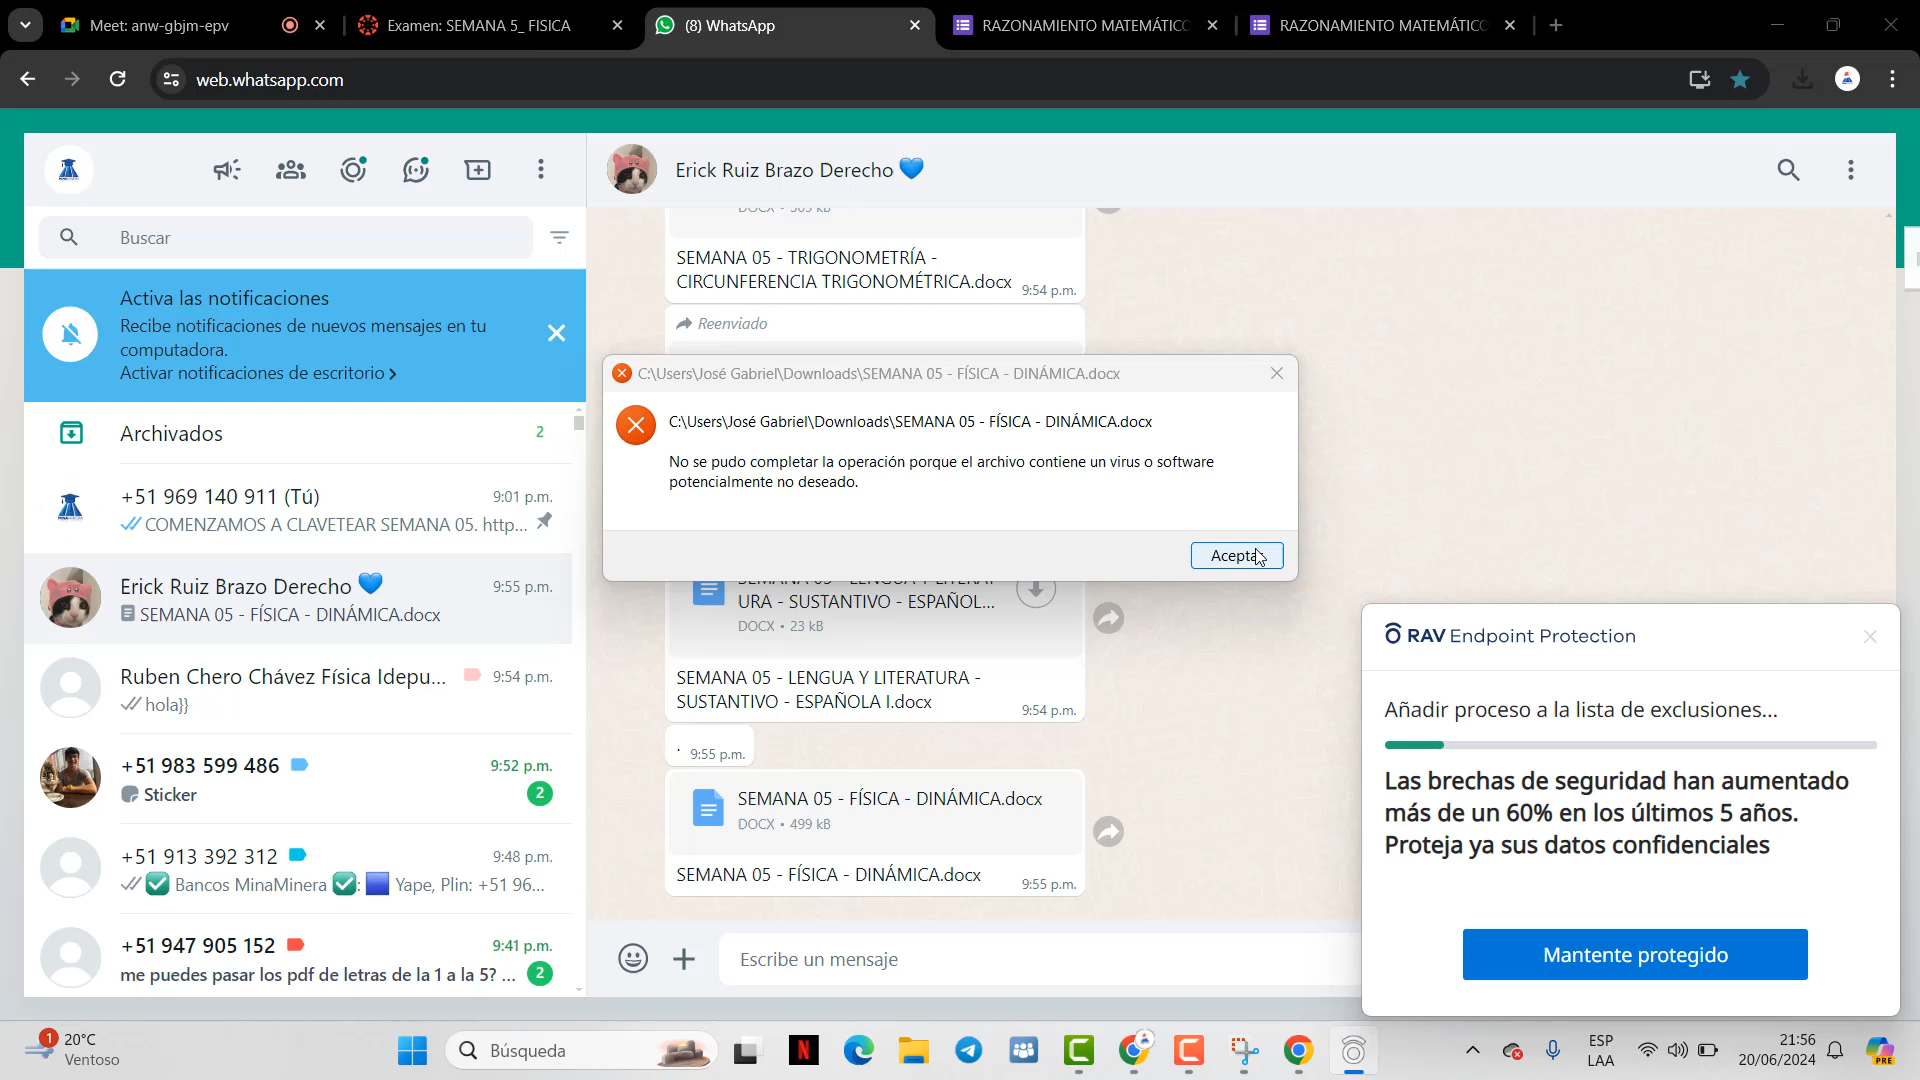 Meet: anw-gbjm-epv
Examen: SEMANA 5_ FISICA
(8) WhatsApp
RAZONAMIENTO MATEMÁTICO
RAZONAMIENTO MATEMÁTICO
web.whatsapp.com
Erick Ruiz Brazo Derecho 💙
Buscar
Activa las notificaciones
Recibe notificaciones de nuevos mensajes en tu
computadora.
Activar notificaciones de escritorio >
Archivados
2
+51 969 140 911 (Tú)
9:01 p.m.
COMENZAMOS A CLAVETEAR SEMANA 05. http...
Erick Ruiz Brazo Derecho 💙
9:55 p.m.
SEMANA 05 - FÍSICA - DINÁMICA.docx
Ruben Chero Chávez Física Idepu...
9:54 p.m.
hola}}
+51 983 599 486
9:52 p.m.
Sticker
2
+51 913 392 312
9:48 p.m.
✅ Bancos MinaMinera ✅: 🟦 Yape, Plin: +51 96...
+51 947 905 152
9:41 p.m.
me puedes pasar los pdf de letras de la 1 a la 5? ...
2
DOCX • 505 kB
SEMANA 05 - TRIGONOMETRÍA -
CIRCUNFERENCIA TRIGONOMÉTRICA.docx
9:54 p.m.
Reenviado
C:\Users\José Gabriel\Downloads\SEMANA 05 - FÍSICA - DINÁMICA.docx
C:\Users\José Gabriel\Downloads\SEMANA 05 - FÍSICA - DINÁMICA.docx
No se pudo completar la operación porque el archivo contiene un virus o software
potencialmente no deseado.
Aceptar
SEMANA 05 - LENGUA Y LITERAT
URA - SUSTANTIVO - ESPAÑOL...
DOCX • 23 kB
SEMANA 05 - LENGUA Y LITERATURA -
SUSTANTIVO - ESPAÑOLA I.docx
9:54 p.m.
.
9:55 p.m.
SEMANA 05 - FÍSICA - DINÁMICA.docx
DOCX • 499 kB
SEMANA 05 - FÍSICA - DINÁMICA.docx
9:55 p.m.
Escribe un mensaje
RAV Endpoint Protection
Añadir proceso a la lista de exclusiones...
Las brechas de seguridad han aumentado
más de un 60% en los últimos 5 años.
Proteja ya sus datos confidenciales
Mantente protegido
1
20°C
Ventoso
Búsqueda
N
C
C
ESP
LAA
21:56
20/06/2024
PRE